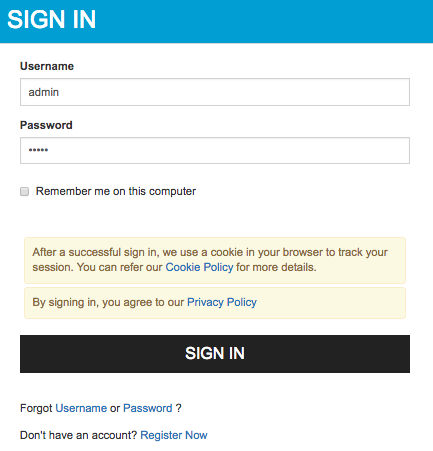 SIGN IN
Username
admin
Password
•••••
Remember me on this computer
After a successful sign in, we use a cookie in your browser to track your
session. You can refer our Cookie Policy for more details.
By signing in, you agree to our Privacy Policy
SIGN IN
Forgot Username or Password ?
Don't have an account? Register Now